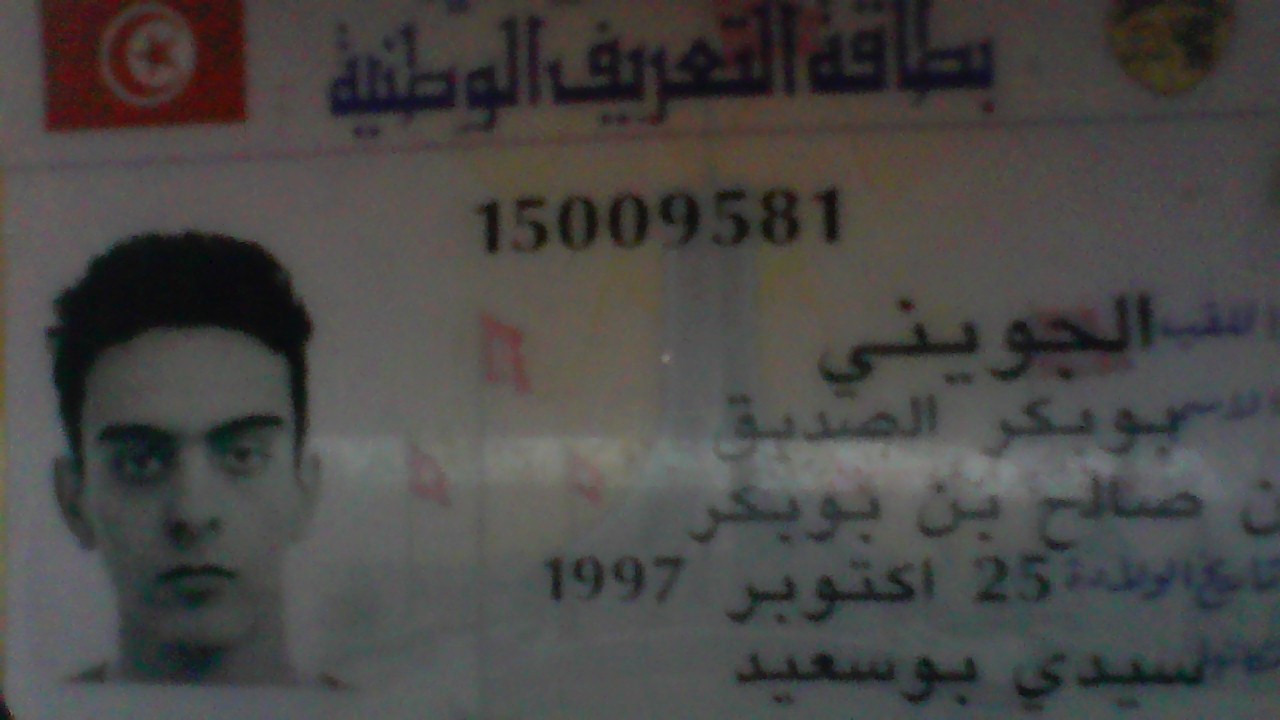 بطاقة التعريف الوطنية
15009581
اللقب الجويني
الاسم بوبكر الصديق
بن صالح بن بوبكر
تاريخ الولادة 25 اكتوبر 1997
مكانها سيدي بوسعيد